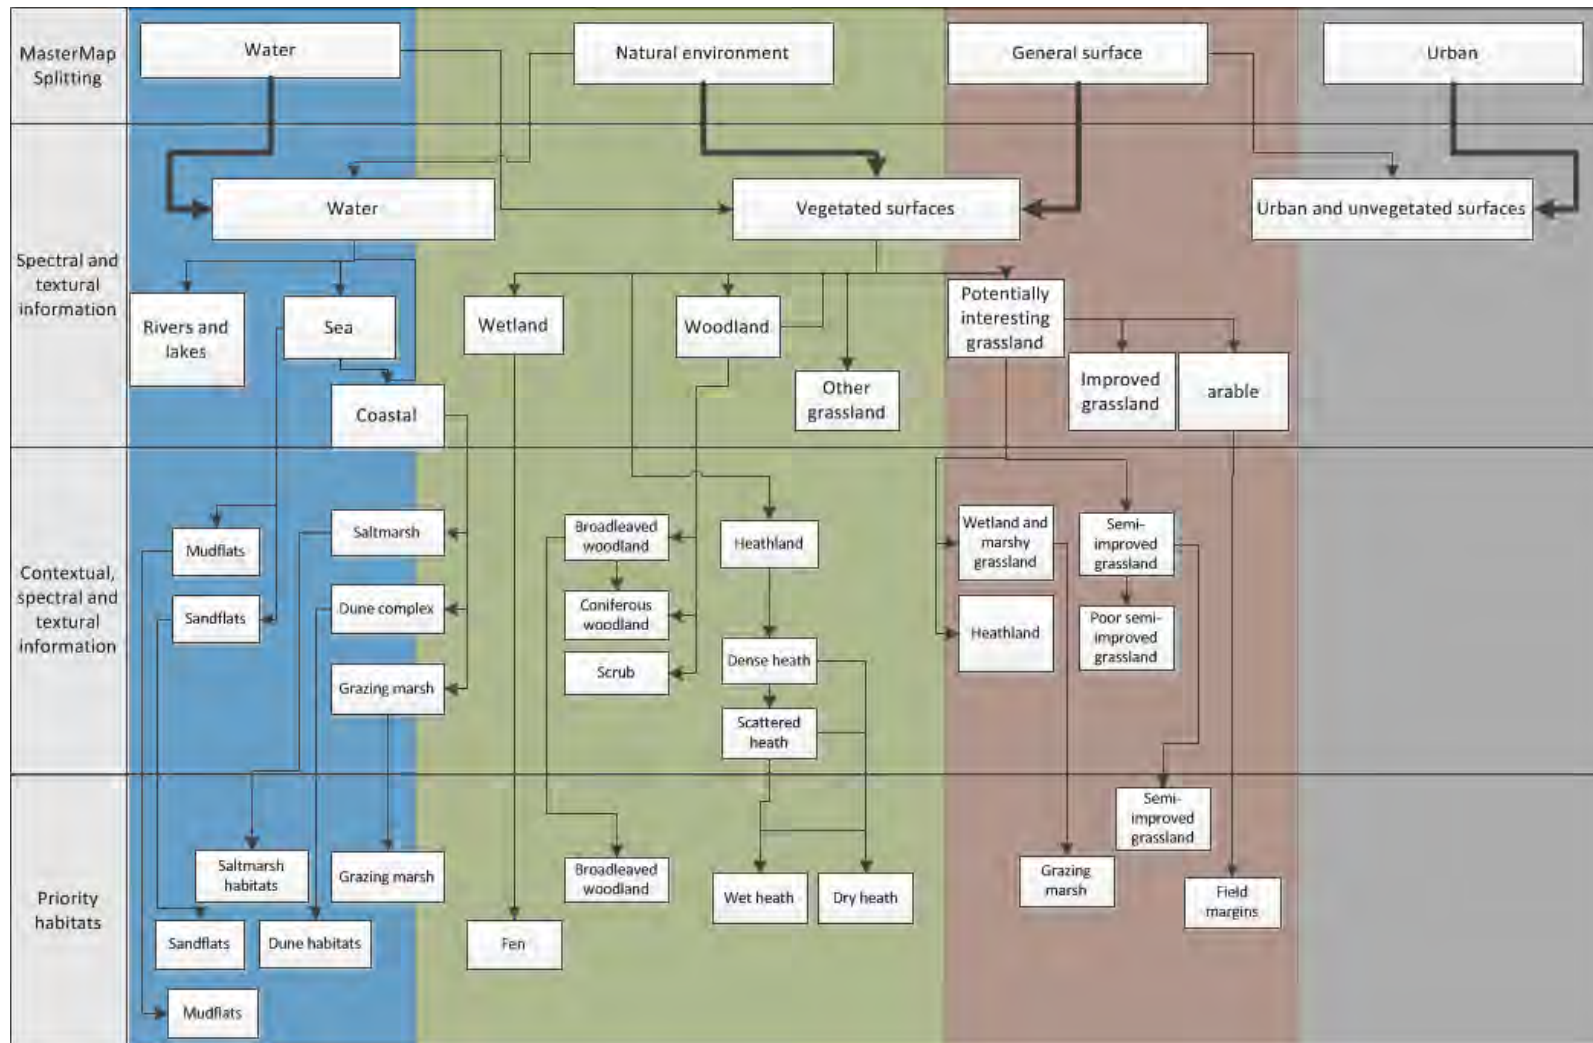 MasterMap
Splitting
Water
Natural environment
General surface
Urban
Spectral and
textural
information
Water
Vegetated surfaces
Urban and unvegetated surfaces
Rivers and
lakes
Sea
Wetland
Woodland
Potentially
interesting
grassland
Coastal
Other
grassland
Improved
grassland
arable
Contextual,
spectral and
textural
information
Mudflats
Saltmarsh
Broadleaved
woodland
Heathland
Wetland and
marshy
grassland
Semi-
improved
grassland
Sandflats
Dune complex
Coniferous
woodland
Heathland
Poor semi-
improved
grassland
Grazing marsh
Scrub
Dense heath
Scattered
heath
Priority
habitats
Semi-
improved
grassland
Saltmarsh
habitats
Grazing marsh
Broadleaved
woodland
Wet heath
Dry heath
Grazing
marsh
Field
margins
Sandflats
Dune habitats
Fen
Mudflats